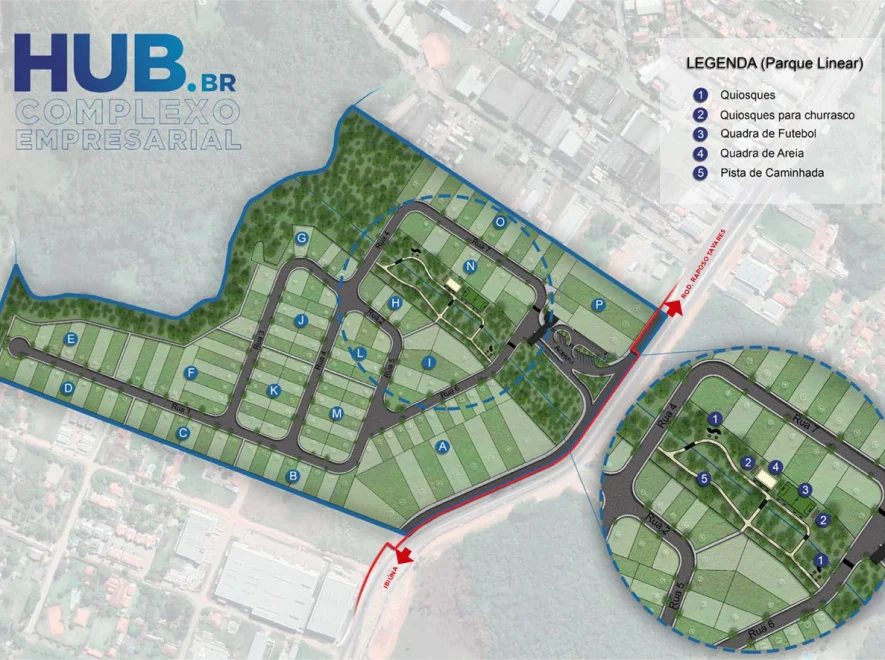 HUB.BR
COMPLEXO
EMPRESARIAL
LEGENDA (Parque Linear)
1 Quiosques
2 Quiosques para churrasco
3 Quadra de Futebol
4 Quadra de Areia
5 Pista de Caminhada
ROD. RAPOSO TAVARES
O
G
Rua 4
Rua 7
N
P
H
J
Rua 3
Rua 2
E
L
Rua 4
Rua 5
I
F
D
K
Rua 6
Rua 1
M
C
A
B
IBIÚNA
1
Rua 4
Rua 7
2
4
5
3
2
Rua 2
1
Rua 5
Rua 6